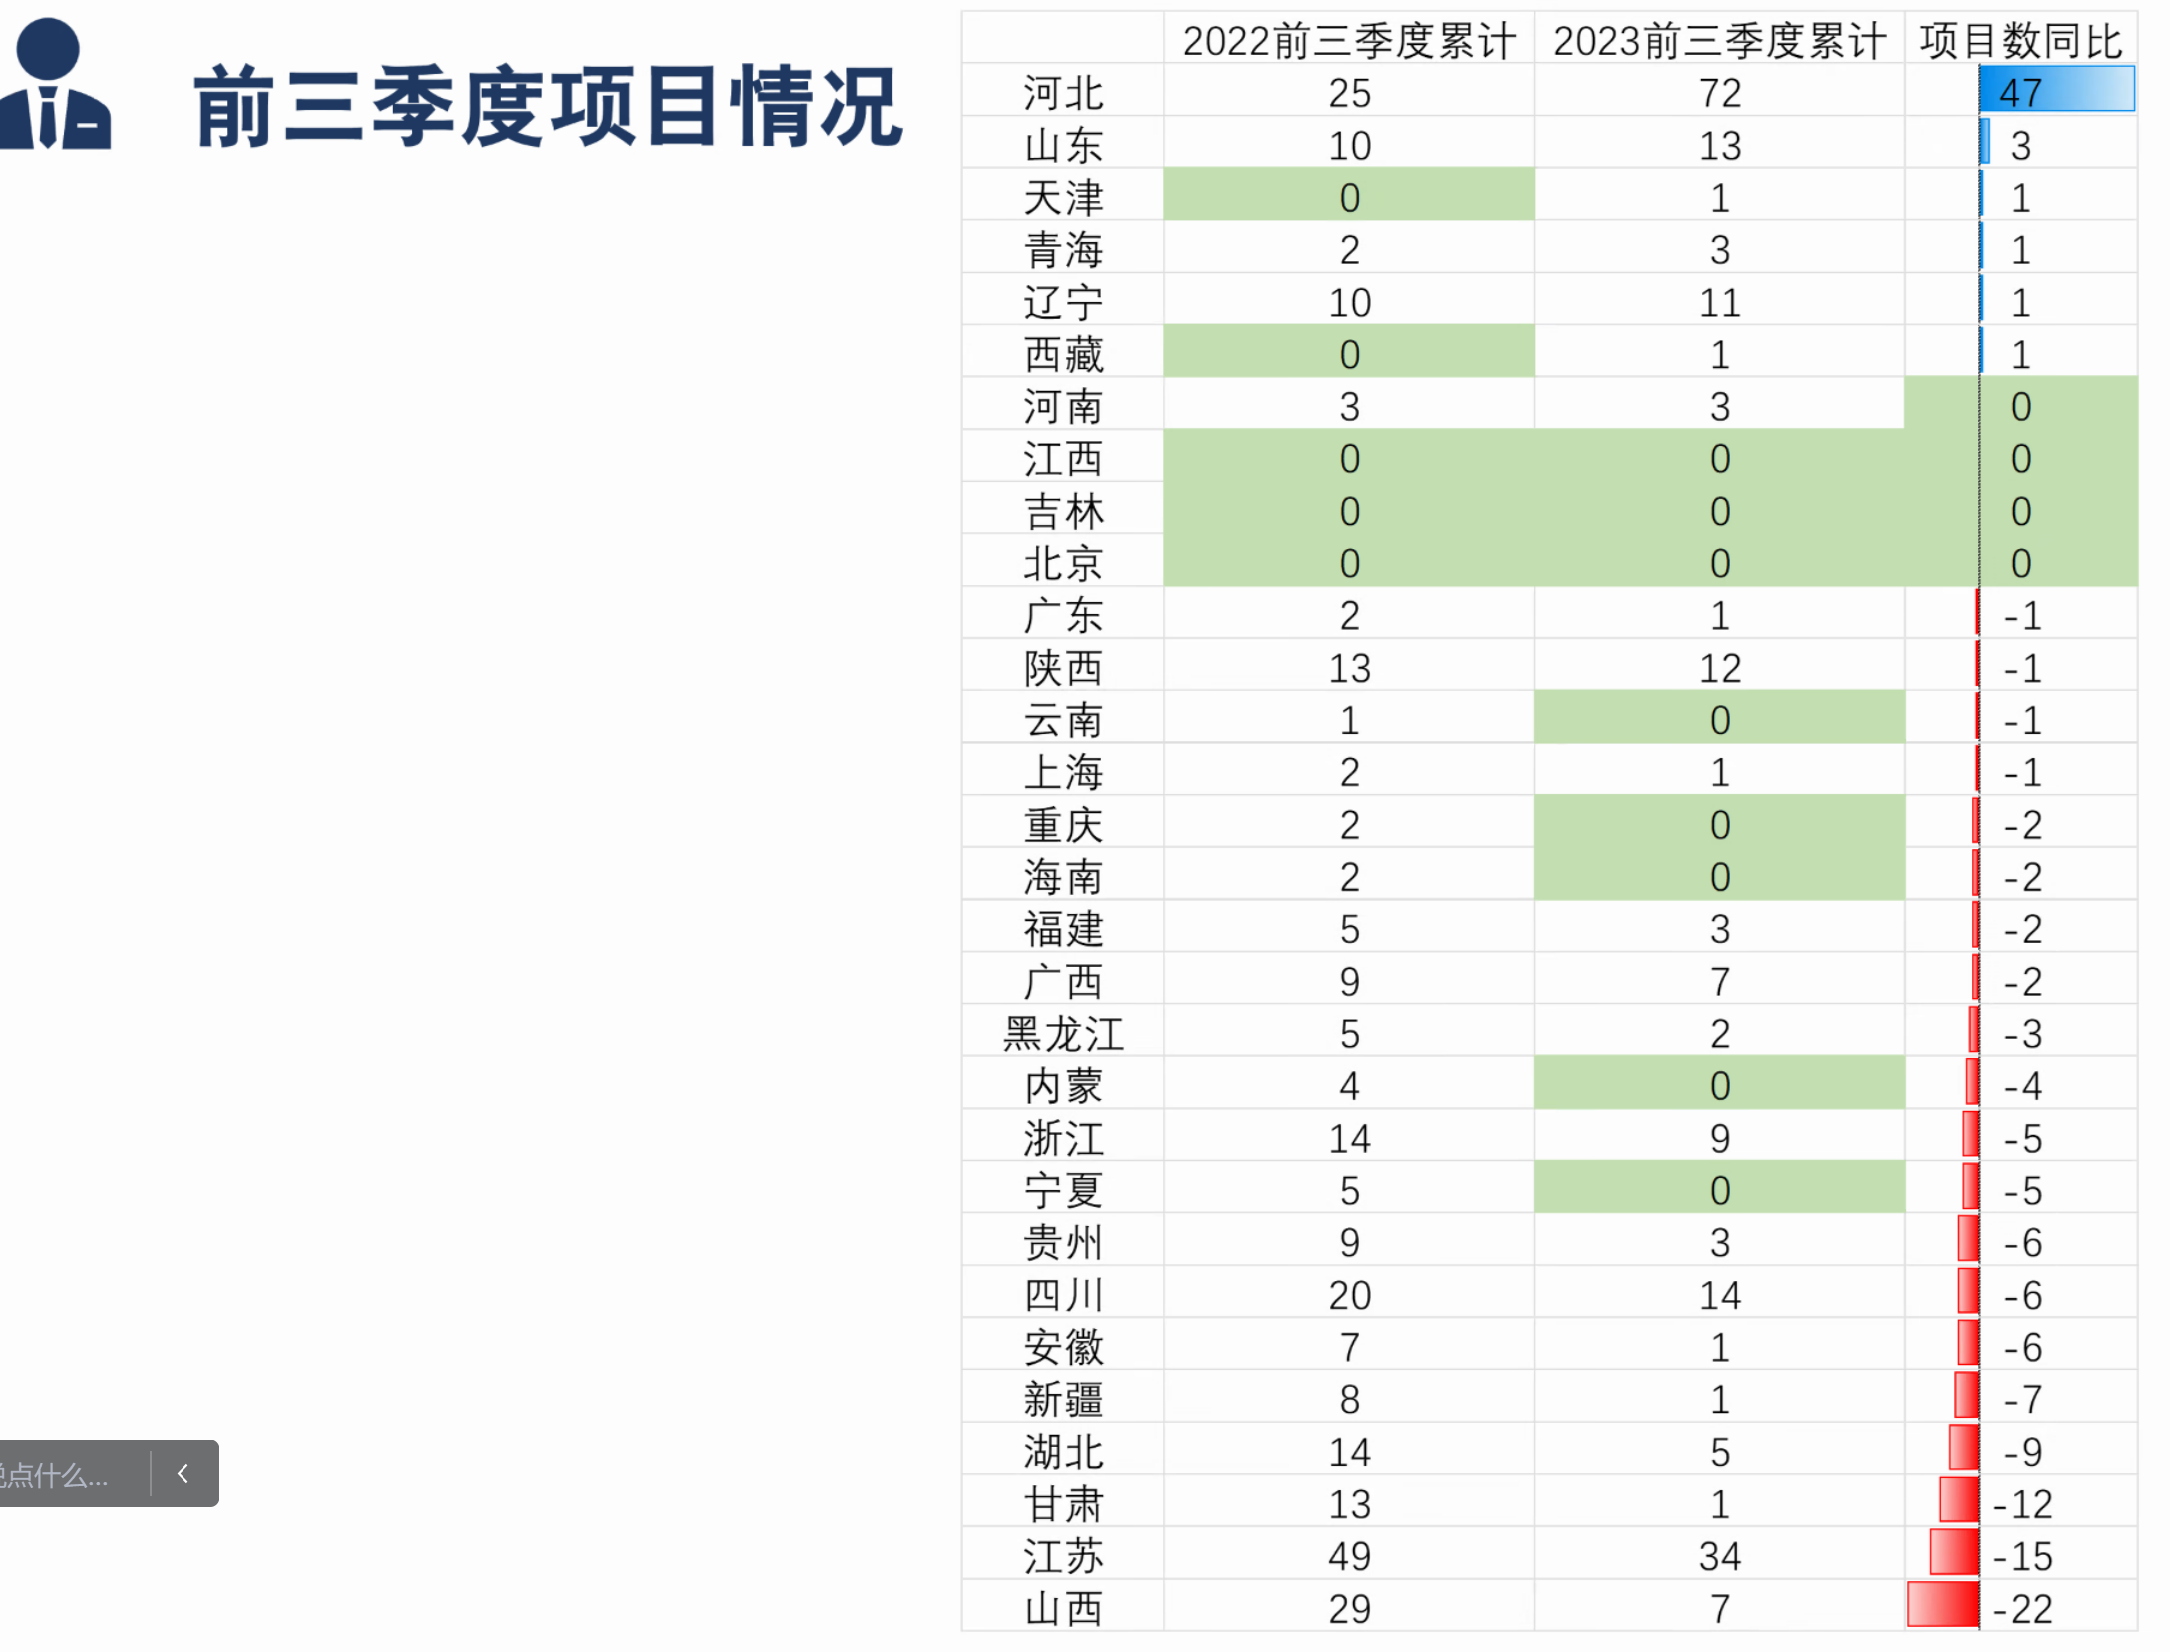 前三季度项目情况
2022前三季度累计 2023前三季度累计 项目数同比
河北 25 72 47
山东 10 13 3
天津 0 1 1
青海 2 3 1
辽宁 10 11 1
西藏 0 1 1
河南 3 3 0
江西 0 0 0
吉林 0 0 0
北京 0 0 0
广东 2 1 -1
陕西 13 12 -1
云南 1 0 -1
上海 2 1 -1
重庆 2 0 -2
海南 2 0 -2
福建 5 3 -2
广西 9 7 -2
黑龙江 5 2 -3
内蒙 4 0 -4
浙江 14 9 -5
宁夏 5 0 -5
贵州 9 3 -6
四川 20 14 -6
安徽 7 1 -6
新疆 8 1 -7
湖北 14 5 -9
甘肃 13 1 -12
江苏 49 34 -15
山西 29 7 -22
点什么...